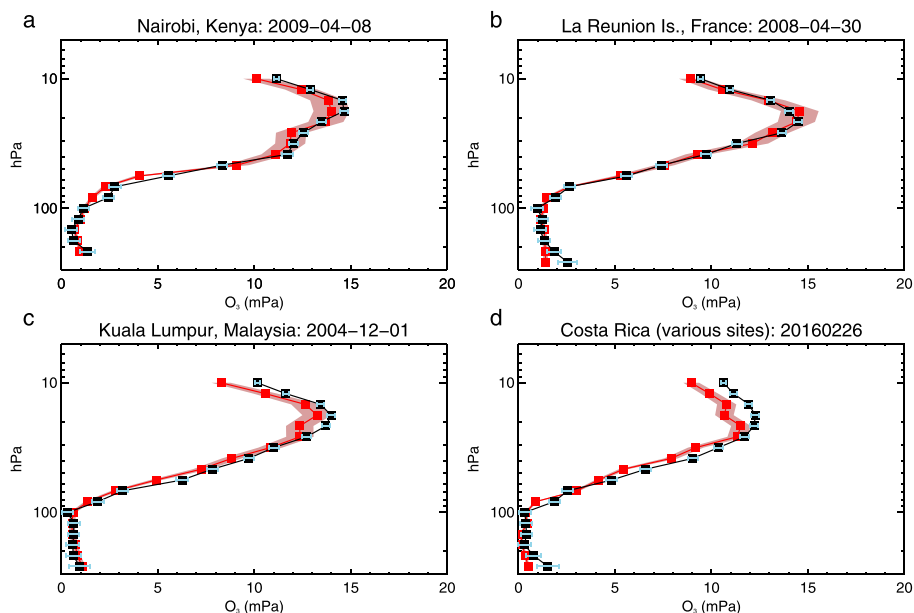 a
Nairobi, Kenya: 2009−04−08
10
100
hPa
0
5
10
15
20
O₃ (mPa)
b
La Reunion Is., France: 2008−04−30
10
100
hPa
0
5
10
15
20
O₃ (mPa)
c
Kuala Lumpur, Malaysia: 2004−12−01
10
100
hPa
0
5
10
15
20
O₃ (mPa)
d
Costa Rica (various sites): 20160226
10
100
hPa
0
5
10
15
20
O₃ (mPa)